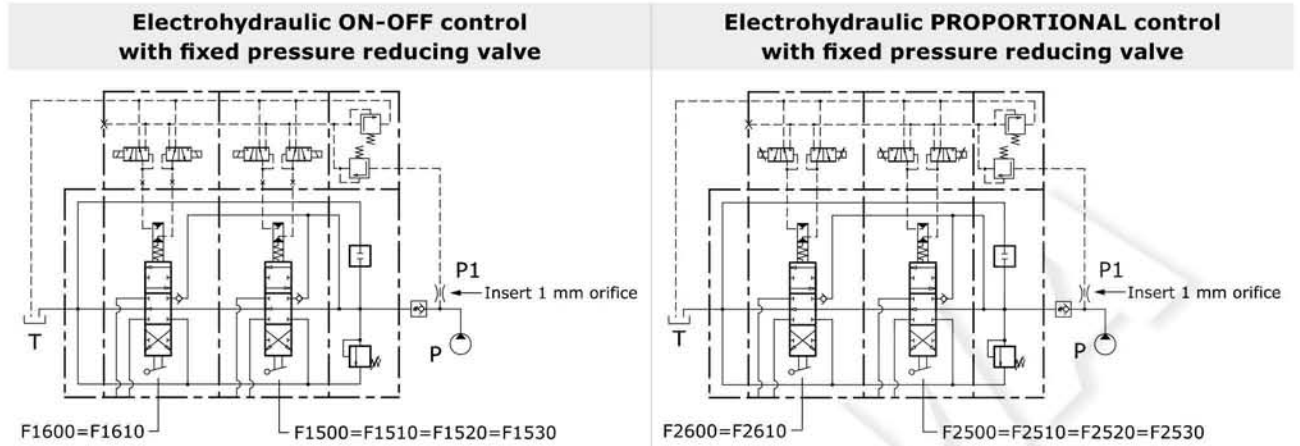 Electrohydraulic ON-OFF control
with fixed pressure reducing valve
P1
Insert 1 mm orifice
T
P
F1600=F1610
F1500=F1510=F1520=F1530
Electrohydraulic PROPORTIONAL control
with fixed pressure reducing valve
P1
Insert 1 mm orifice
T
P
F2600=F2610
F2500=F2510=F2520=F2530